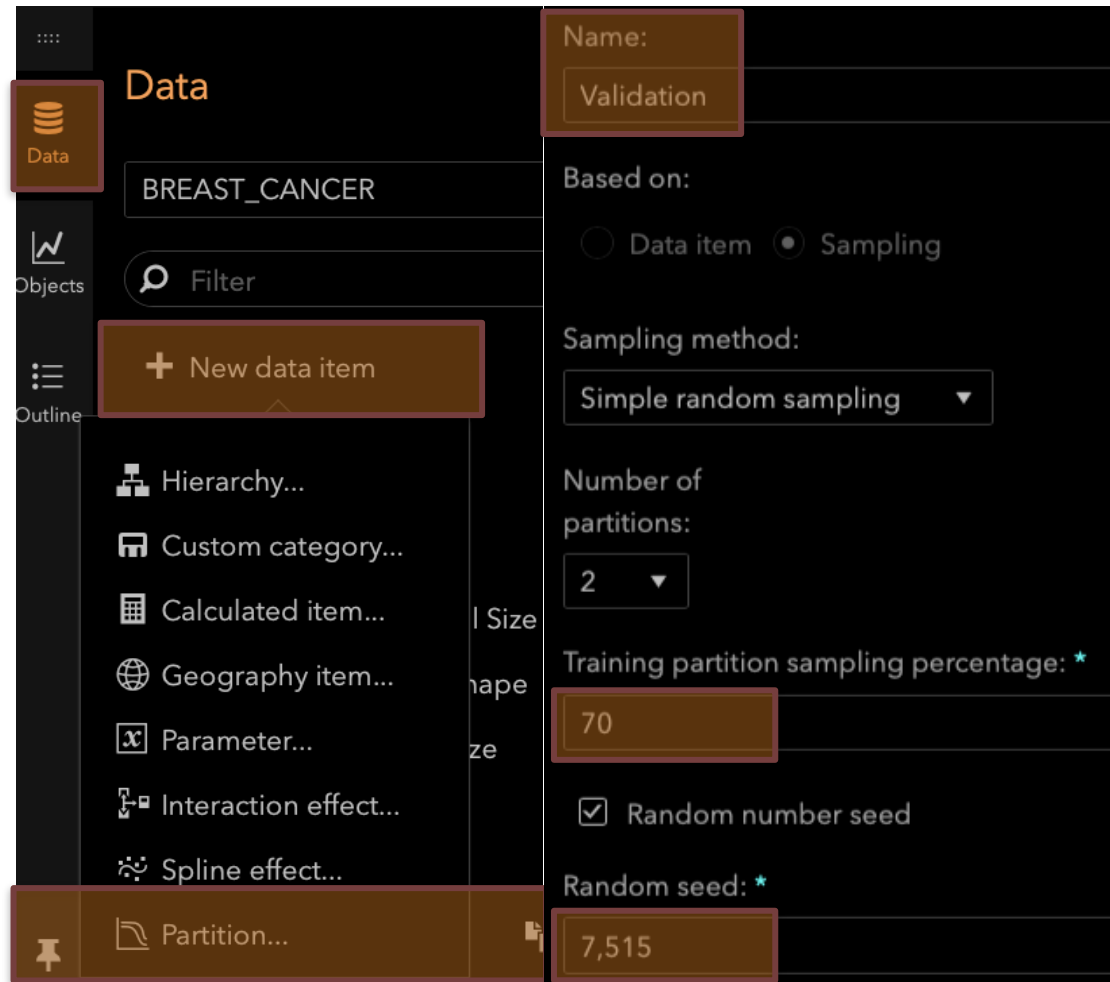 Data
Data
Objects
Outline
BREAST_CANCER
Filter
New data item
Hierarchy...
Custom category...
Calculated item...
Geography item...
Parameter...
Interaction effect...
Spline effect...
Partition...
l Size
hape
ze
Name:
Validation
Based on:
Data item
Sampling
Sampling method:
Simple random sampling
Number of
partitions:
2
Training partition sampling percentage: *
70
Random number seed
Random seed: *
7,515